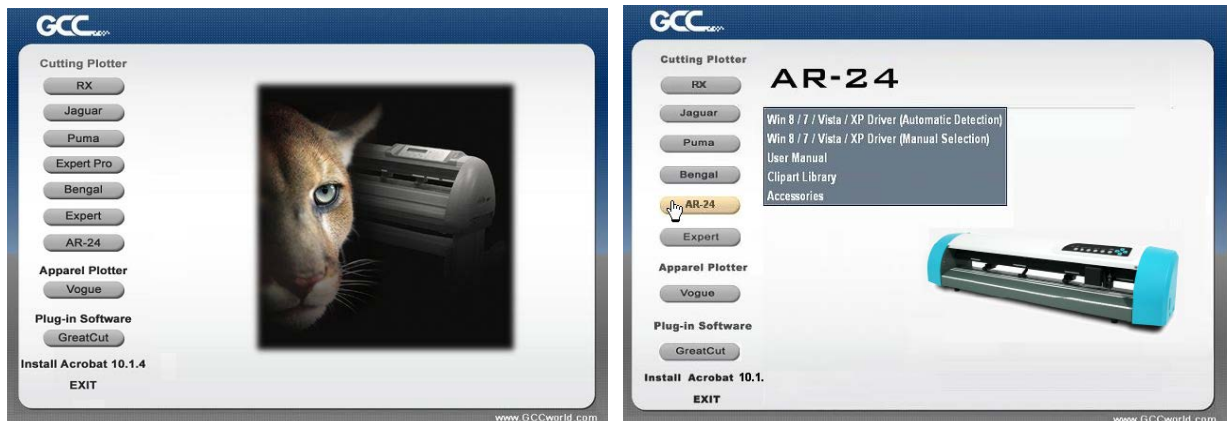 GCC
Cutting Plotter
RX
Jaguar
Puma
Expert Pro
Bengal
Expert
AR-24
Apparel Plotter
Vogue
Plug-in Software
GreatCut
Install Acrobat 10.1.4
EXIT
www.GCCworld.com
GCC
Cutting Plotter
RX
Jaguar
Puma
Bengal
AR-24
Expert
Apparel Plotter
Vogue
Plug-in Software
GreatCut
Install Acrobat 10.1.
EXIT
AR-24
Win 8 / 7 / Vista / XP Driver (Automatic Detection)
Win 8 / 7 / Vista / XP Driver (Manual Selection)
User Manual
Clipart Library
Accessories
www.GCCworld.com